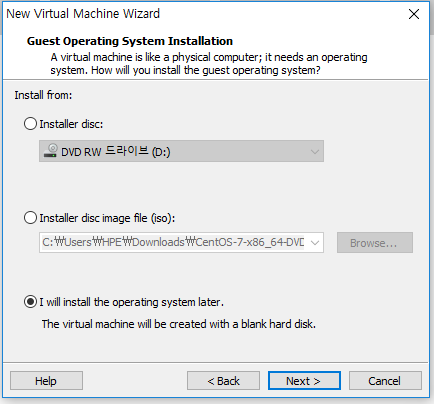 New Virtual Machine Wizard
Guest Operating System Installation
A virtual machine is like a physical computer; it needs an operating
system. How will you install the guest operating system?
Install from:
Installer disc:
DVD RW 드라이브 (D:)
Installer disc image file (iso):
C:₩Users₩HPE₩Downloads₩CentOS-7-x86_64-DVD
Browse...
I will install the operating system later.
The virtual machine will be created with a blank hard disk.
Help
< Back
Next >
Cancel